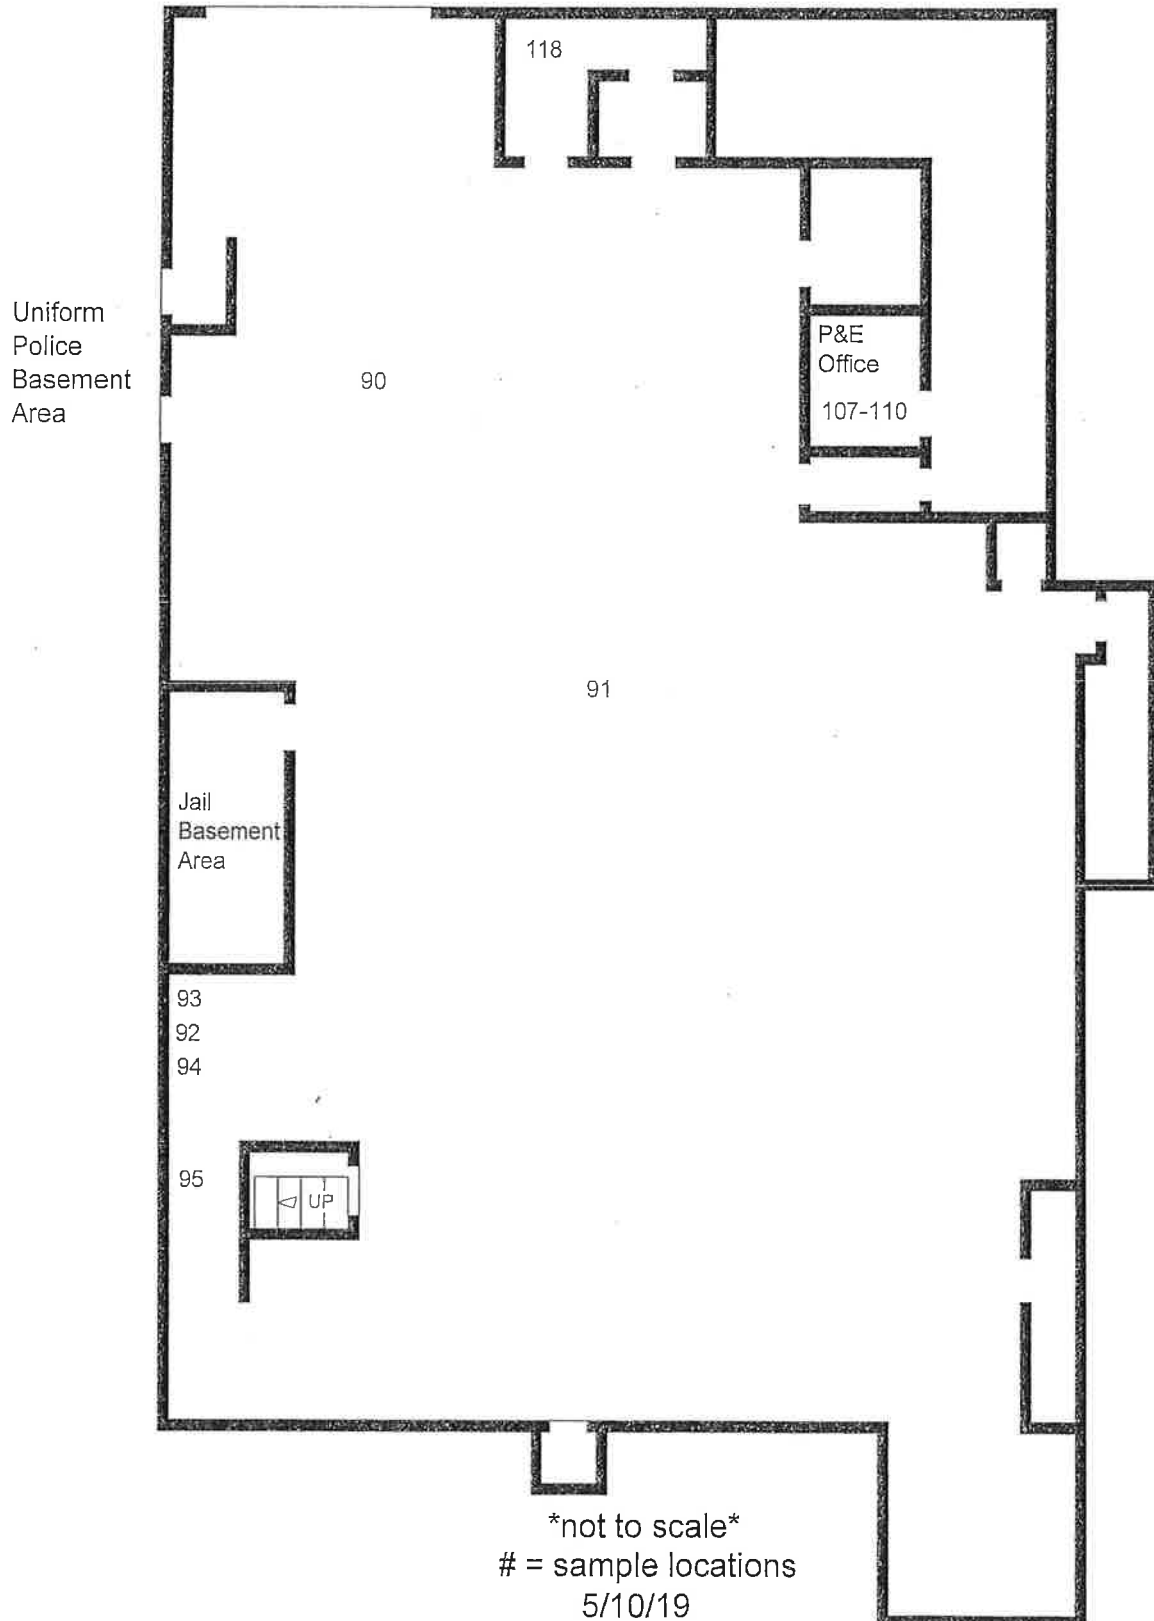 118
Uniform
Police
Basement
Area
P&E
Office
90
107-110
91
Jail
Basement
Area
93
92
94
95
UP
*not to scale*
# = sample locations
5/10/19